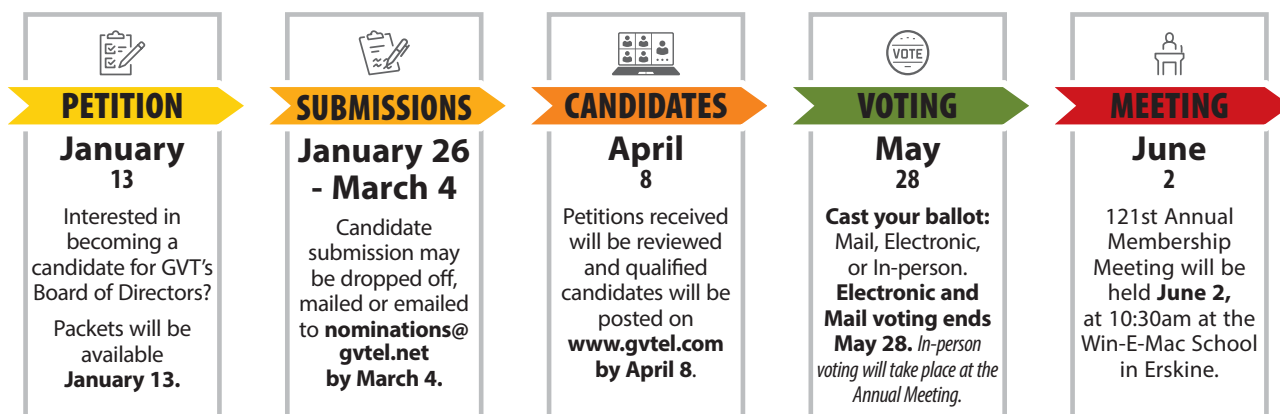 PETITION
January
13
Interested in
becoming a
candidate for GVT's
Board of Directors?
Packets will be
available
January 13.
SUBMISSIONS
January 26
- March 4
Candidate
submission may
be dropped off,
mailed or emailed
to nominations@
gvtel.net
by March 4.
CANDIDATES
April
8
Petitions received
will be reviewed
and qualified
candidates will be
posted on
www.gvtel.com
by April 8.
VOTE
VOTING
May
28
Cast your ballot:
Mail, Electronic,
or In-person.
Electronic and
Mail voting ends
May 28. In-person
voting will take place at the
Annual Meeting.
MEETING
June
2
121st Annual
Membership
Meeting will be
held June 2,
at 10:30am at the
Win-E-Mac School
in Erskine.